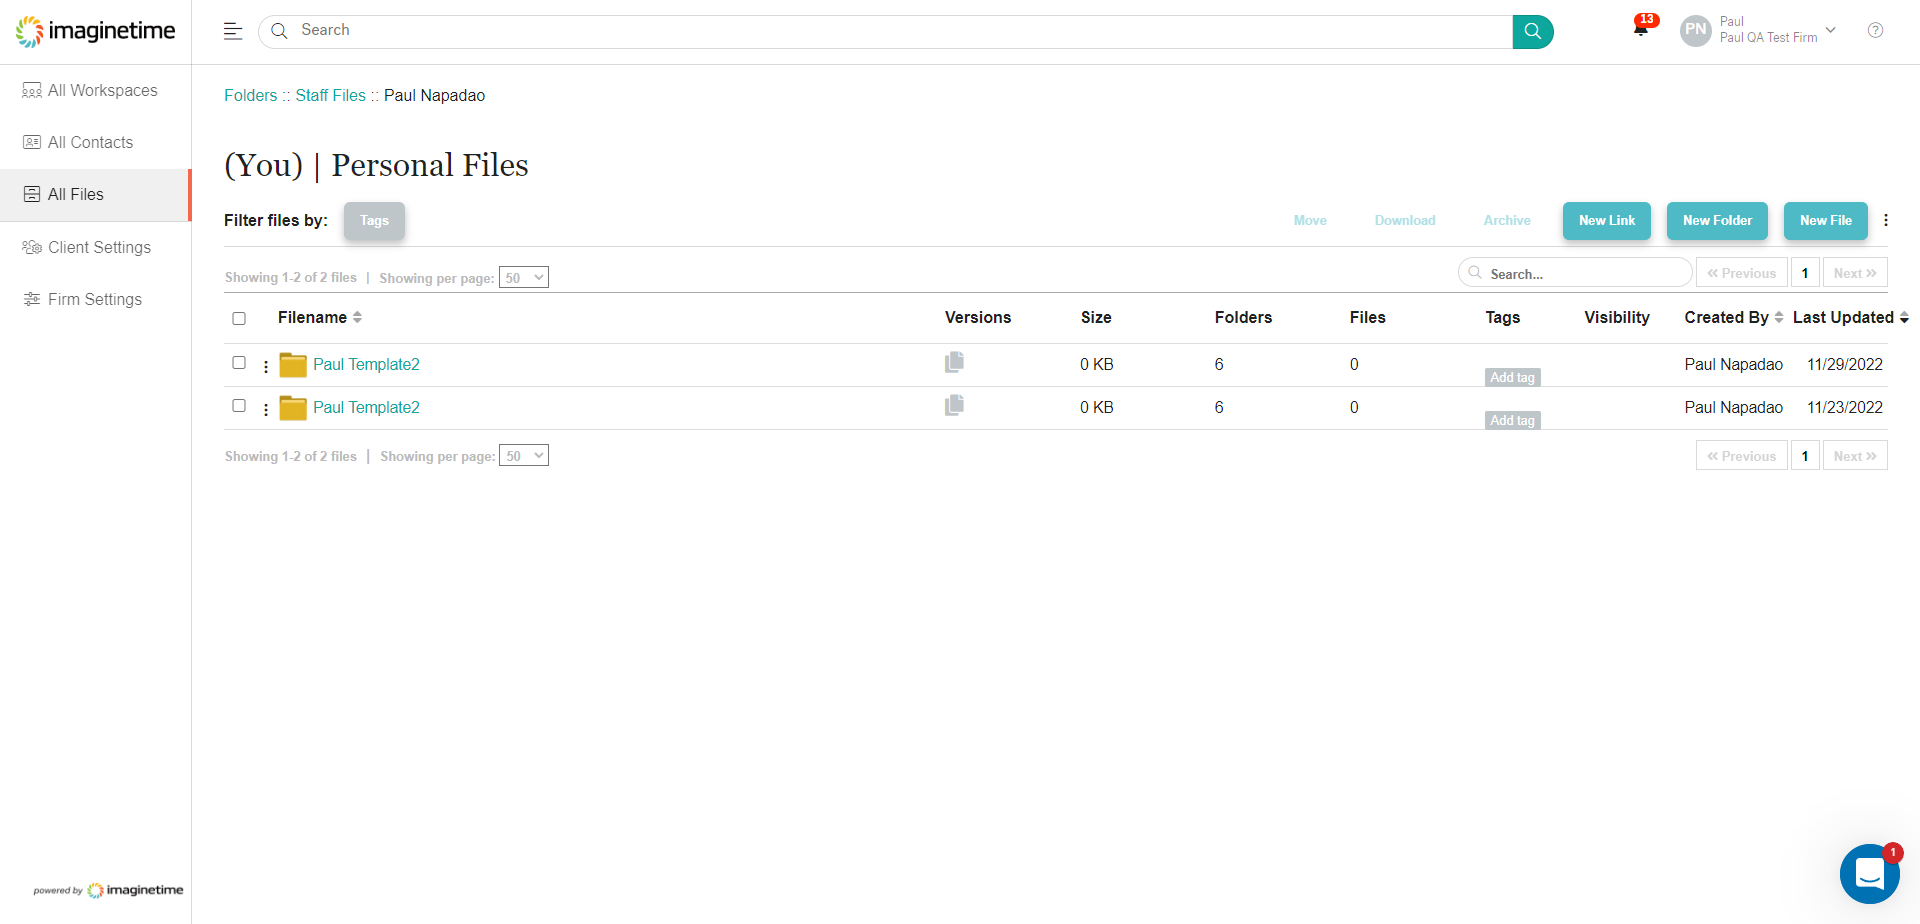 imaginetime
Search
13
PN
Paul
Paul QA Test Firm
All Workspaces
All Contacts
All Files
Client Settings
Firm Settings
Folders :: Staff Files :: Paul Napadao
(You) | Personal Files
Filter files by: Tags Move Download Archive New Link New Folder New File
Showing 1-2 of 2 files | Showing per page: 50 Search... « Previous 1 Next »
Filename Versions Size Folders Files Tags Visibility Created By Last Updated
Paul Template2 0 KB 6 0 Add tag Paul Napadao 11/29/2022
Paul Template2 0 KB 6 0 Add tag Paul Napadao 11/23/2022
Showing 1-2 of 2 files | Showing per page: 50 « Previous 1 Next »
powered by imaginetime
1